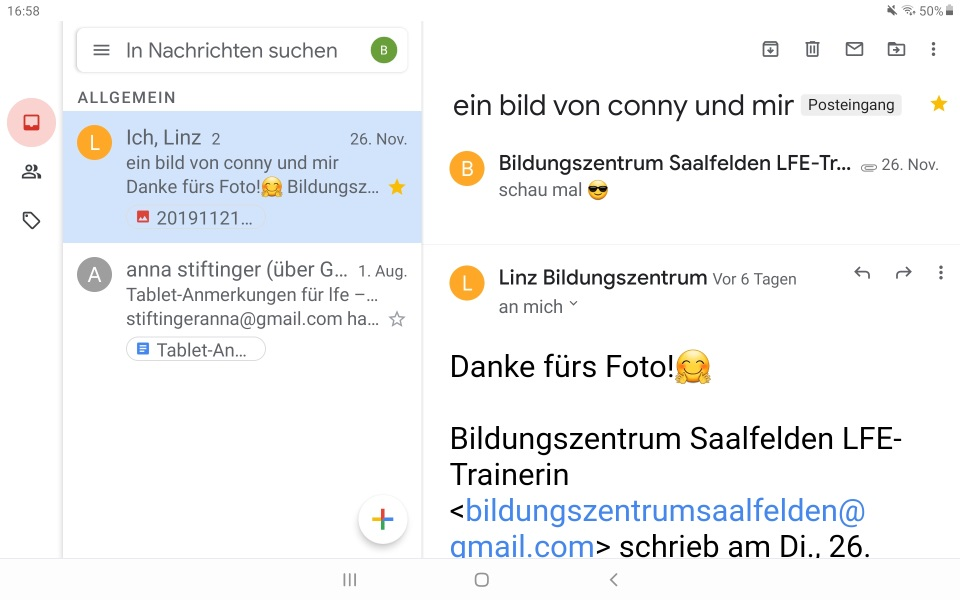 16:58
50%
In Nachrichten suchen
B
ALLGEMEIN
L
Ich, Linz 2
26. Nov.
ein bild von conny und mir
Danke fürs Foto!🤗 Bildungsz...
20191121...
A
anna stiftinger (über G...
1. Aug.
Tablet-Anmerkungen für lfe –...
stiftingeranna@gmail.com ha...
Tablet-An...
ein bild von conny und mir
Posteingang
B
Bildungszentrum Saalfelden LFE-Tr...
26. Nov.
schau mal 😎
L
Linz Bildungszentrum Vor 6 Tagen
an mich
Danke fürs Foto!🤗
Bildungszentrum Saalfelden LFE-
Trainerin
<bildungszentrumsaalfelden@
gmail.com> schrieb am Di., 26.